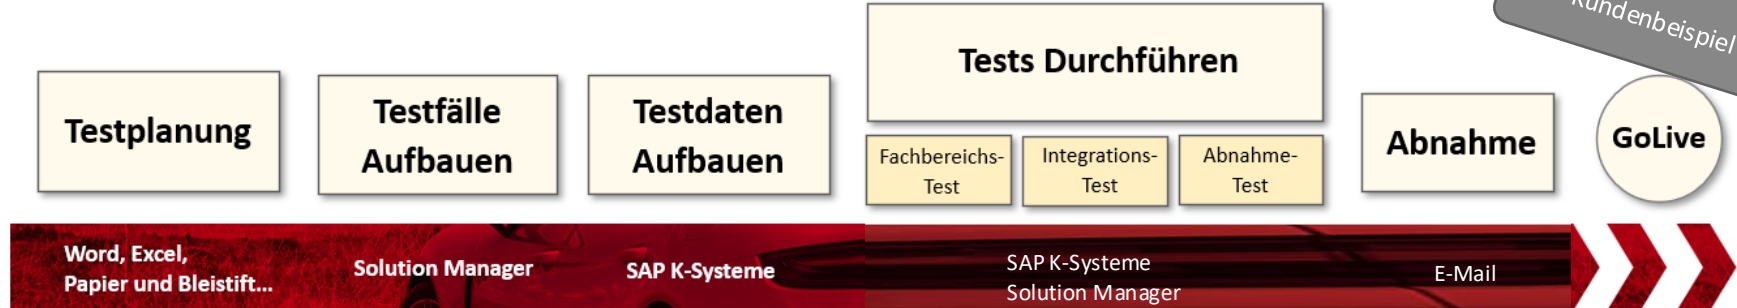 Kundenbeispiel
Tests Durchführen
Testplanung
Testfälle
Aufbauen
Testdaten
Aufbauen
Fachbereichs-
Test
Integrations-
Test
Abnahme-
Test
Abnahme
GoLive
Word, Excel,
Papier und Bleistift...
Solution Manager
SAP K-Systeme
SAP K-Systeme
Solution Manager
E-Mail